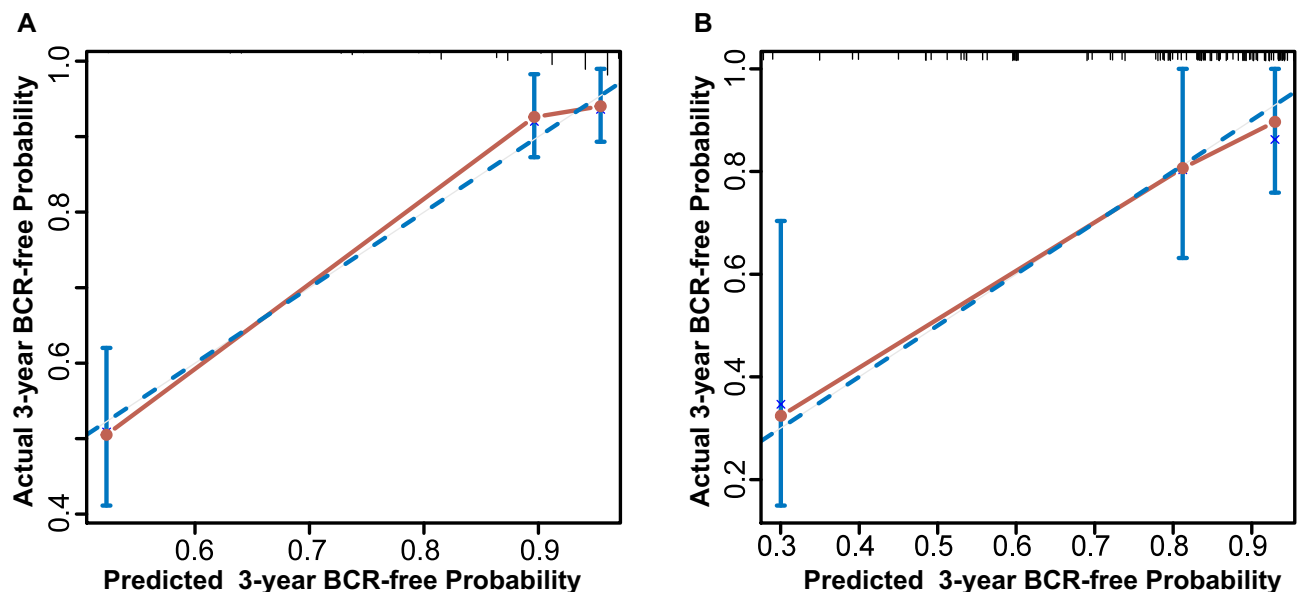 A
Actual 3-year BCR-free Probability
1.0
0.8
0.6
0.4
0.6 0.7 0.8 0.9
Predicted 3-year BCR-free Probability
B
Actual 3-year BCR-free Probability
1.0
0.8
0.6
0.4
0.2
0.3 0.4 0.5 0.6 0.7 0.8 0.9
Predicted 3-year BCR-free Probability